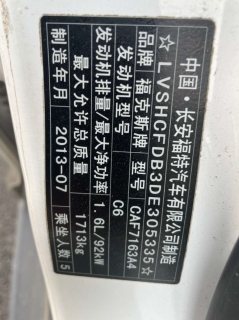 中国·长安福特汽车有限公司制造
☆LVSHCFDB3DE305335☆
品牌 福克斯牌 型号 CAF7163A4
发动机型号 C6
发动机排量/最大净功率 1.6L/92kW
最大允许总质量 1713kg
制造年月 2013-07 乘坐人数 5